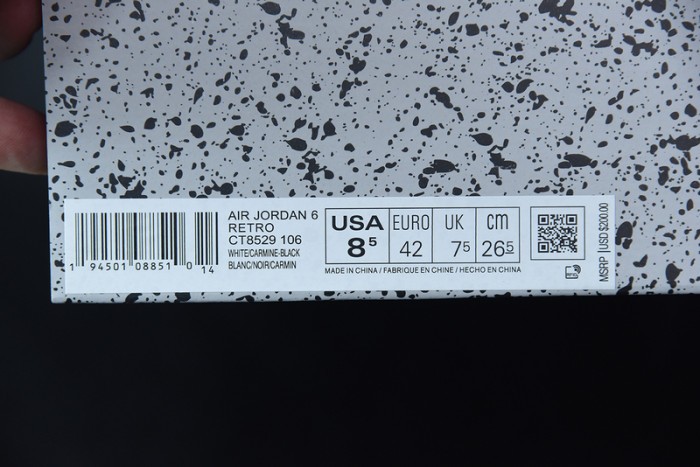 AIR JORDAN 6
RETRO
CT8529 106
WHITE/CARMINE-BLACK
BLANC/NOIR/CARMIN
1 94501 08851 0 14
USA EURO UK cm
8⁵ 42 7⁵ 26⁵
MADE IN CHINA / FABRIQUE EN CHINE / HECHO EN CHINA
MSRP | USD $200.00